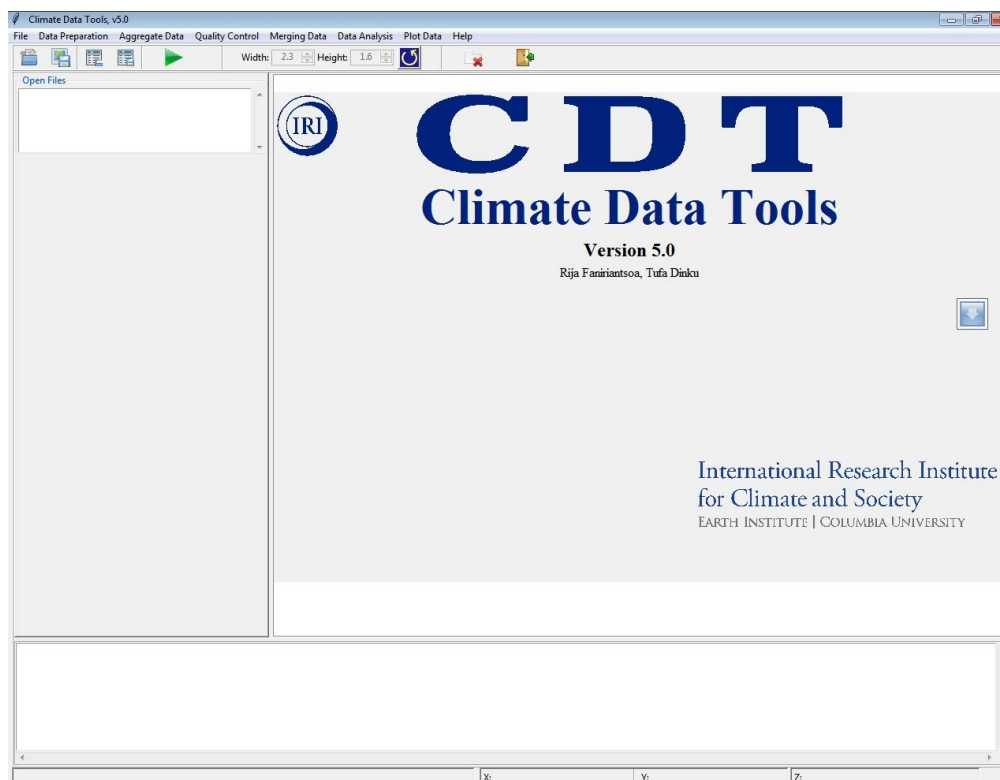 Climate Data Tools, v5.0
File Data Preparation Aggregate Data Quality Control Merging Data Data Analysis Plot Data Help
Width: 2.3 Height: 1.6
Open Files
IRI
CDT
Climate Data Tools
Version 5.0
Rija Faniriantsoa, Tufa Dinku
International Research Institute
for Climate and Society
EARTH INSTITUTE | COLUMBIA UNIVERSITY
X: Y: Z: